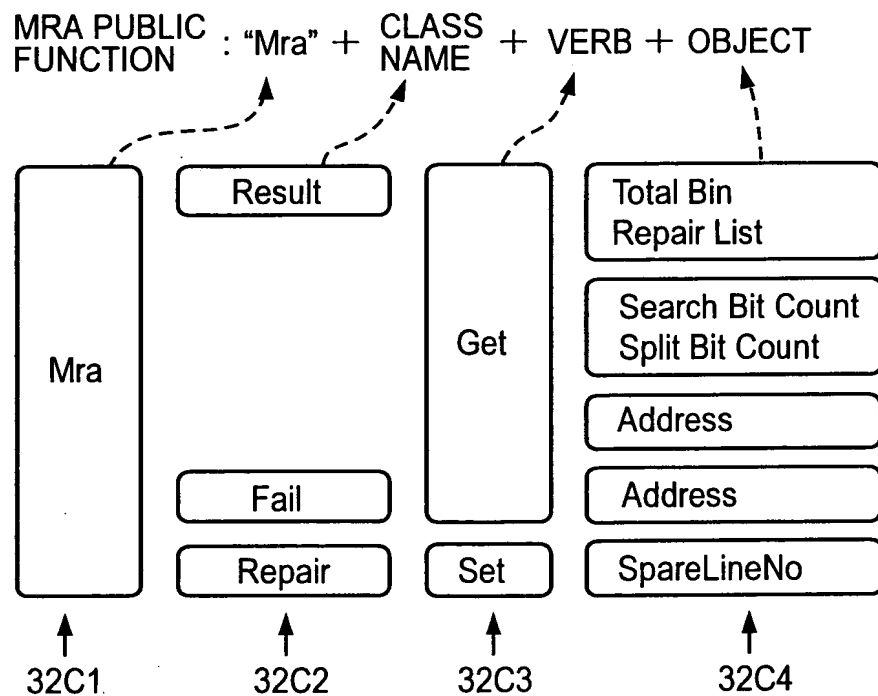 MRA PUBLIC FUNCTION : “Mra” + CLASS NAME + VERB + OBJECT
Result
Total Bin
Repair List
Search Bit Count
Split Bit Count
Mra
Get
Address
Fail
Address
Repair
Set
SpareLineNo
32C1
32C2
32C3
32C4